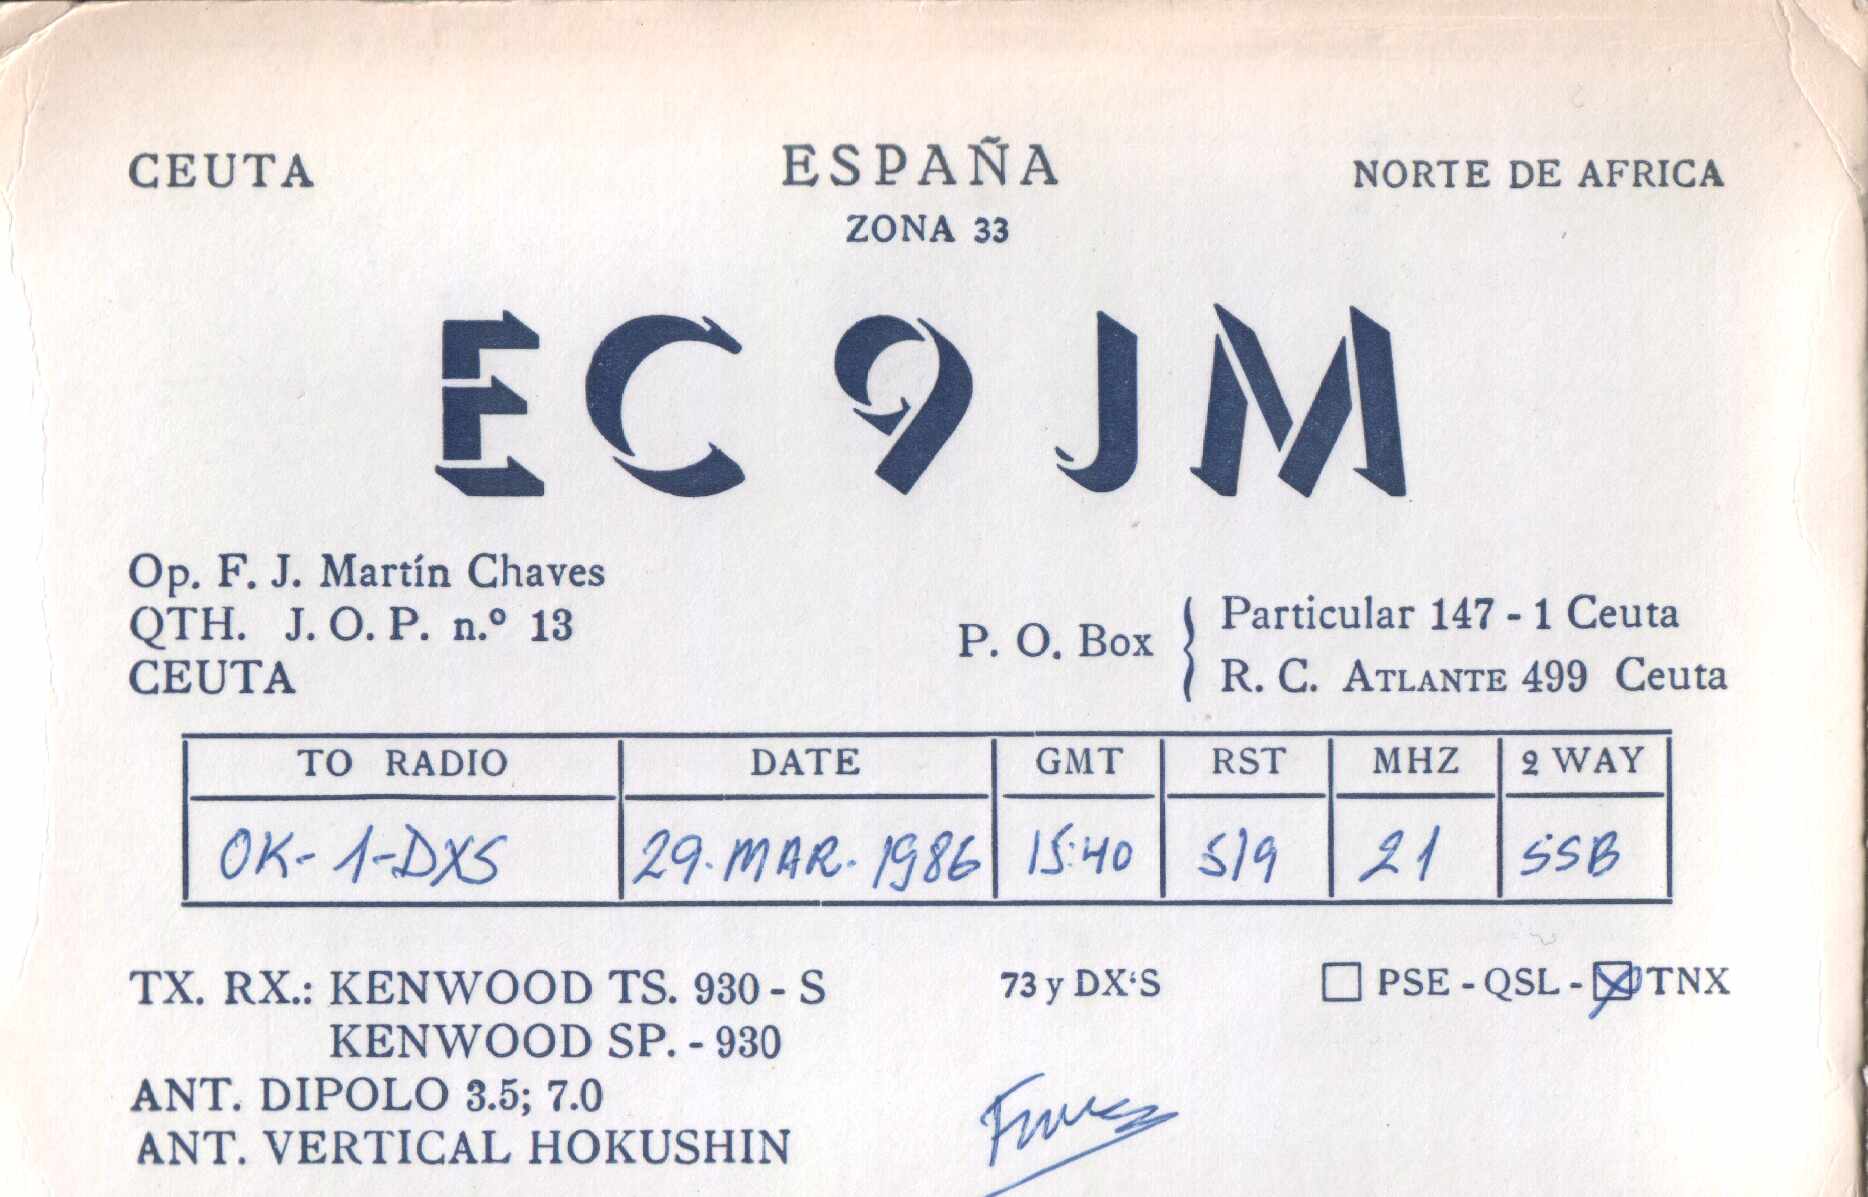 CEUTA ESPAÑA NORTE DE AFRICA
ZONA 33
EC9JM
Op. F. J. Martín Chaves
QTH. J. O. P. n.º 13
CEUTA
P. O. Box { Particular 147 - 1 Ceuta
R. C. ATLANTE 499 Ceuta
TO RADIO DATE GMT RST MHZ 2 WAY
OK-1-DXS 29.MAR.1986 15:40 519 21 SSB
TX. RX.: KENWOOD TS. 930 - S 73 y DX'S PSE - QSL - TNX
KENWOOD SP. - 930
ANT. DIPOLO 3.5; 7.0
ANT. VERTICAL HOKUSHIN